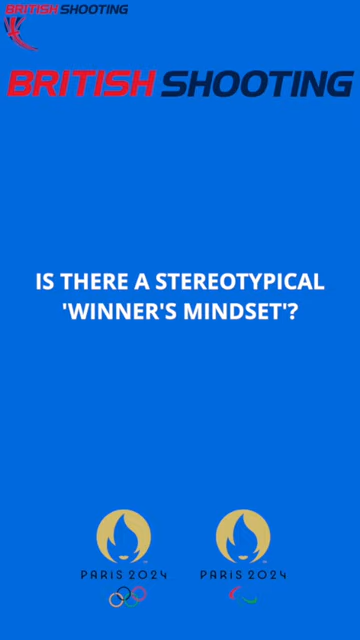 BRITISH SHOOTING
BRITISH SHOOTING
IS THERE A STEREOTYPICAL
'WINNER'S MINDSET'?
PARIS 2024 PARIS 2024